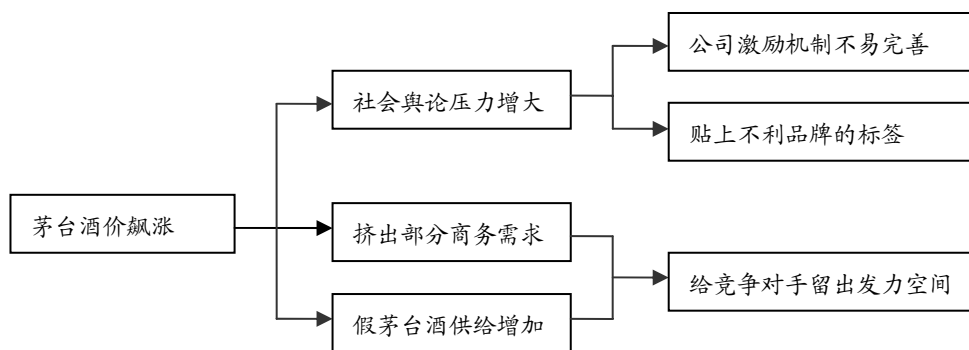 公司激励机制不易完善
社会舆论压力增大
贴上不利品牌的标签
茅台酒价飙涨
挤出部分商务需求
给竞争对手留出发力空间
假茅台酒供给增加